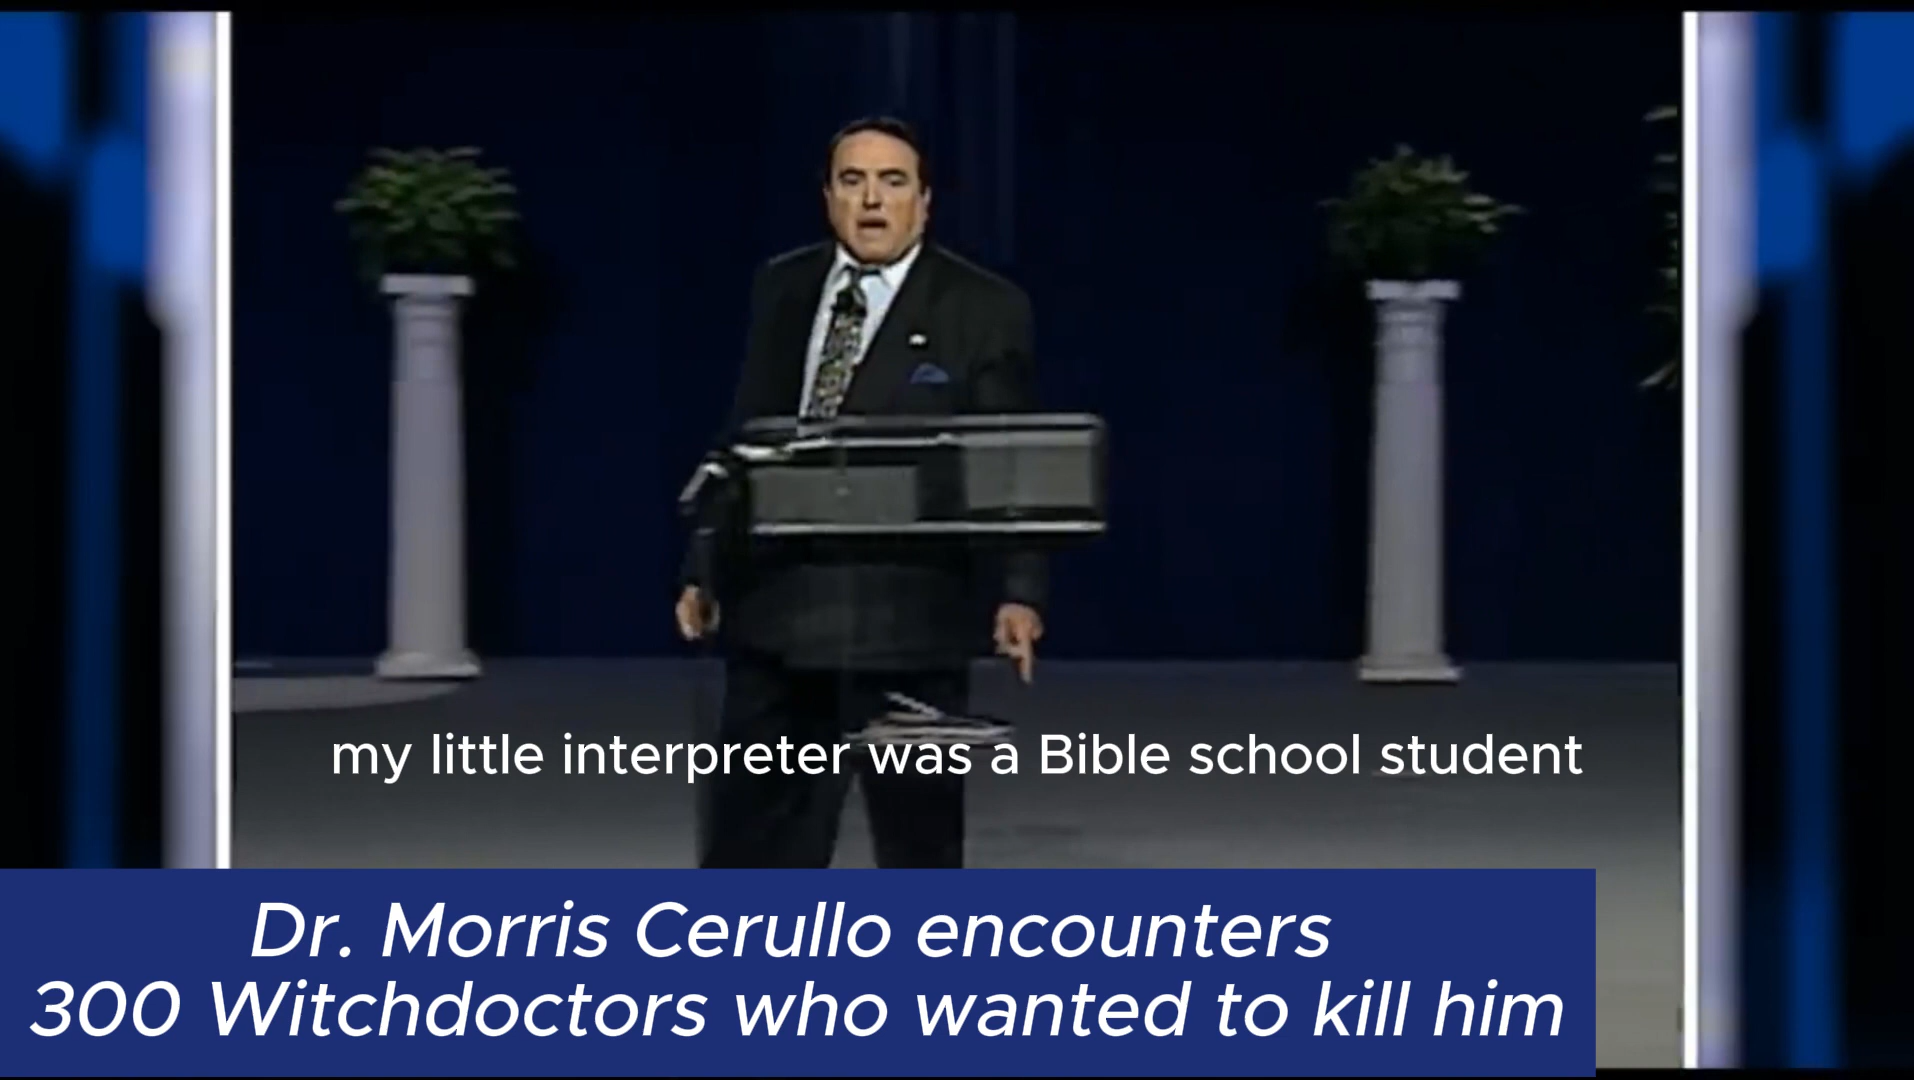 my little interpreter was a Bible school student
Dr. Morris Cerullo encounters
300 Witchdoctors who wanted to kill him